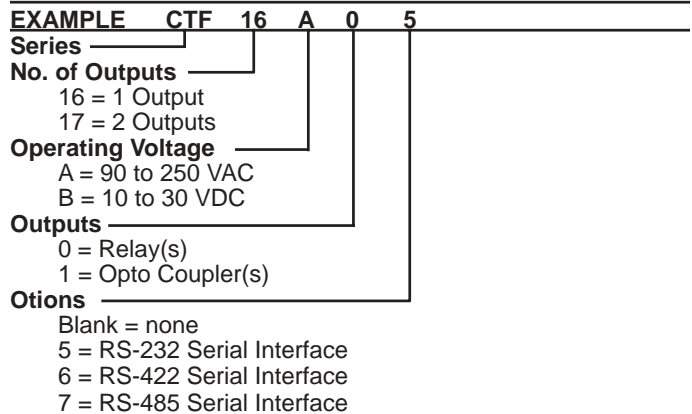 EXAMPLE CTF 16 A 0 5
Series
No. of Outputs
16 = 1 Output
17 = 2 Outputs
Operating Voltage
A = 90 to 250 VAC
B = 10 to 30 VDC
Outputs
0 = Relay(s)
1 = Opto Coupler(s)
Otions
Blank = none
5 = RS-232 Serial Interface
6 = RS-422 Serial Interface
7 = RS-485 Serial Interface